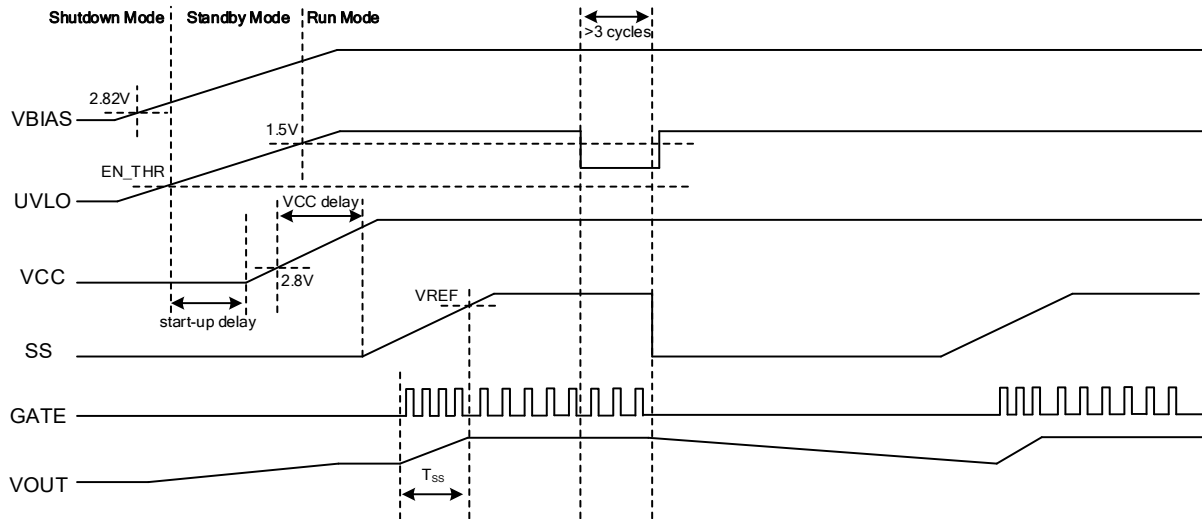 Shutdown Mode Standby Mode Run Mode
>3 cycles
2.82V
VBIAS
1.5V
EN_THR
UVLO
VCC delay
VCC
2.8V
start-up delay
VREF
SS
GATE
TSS
VOUT